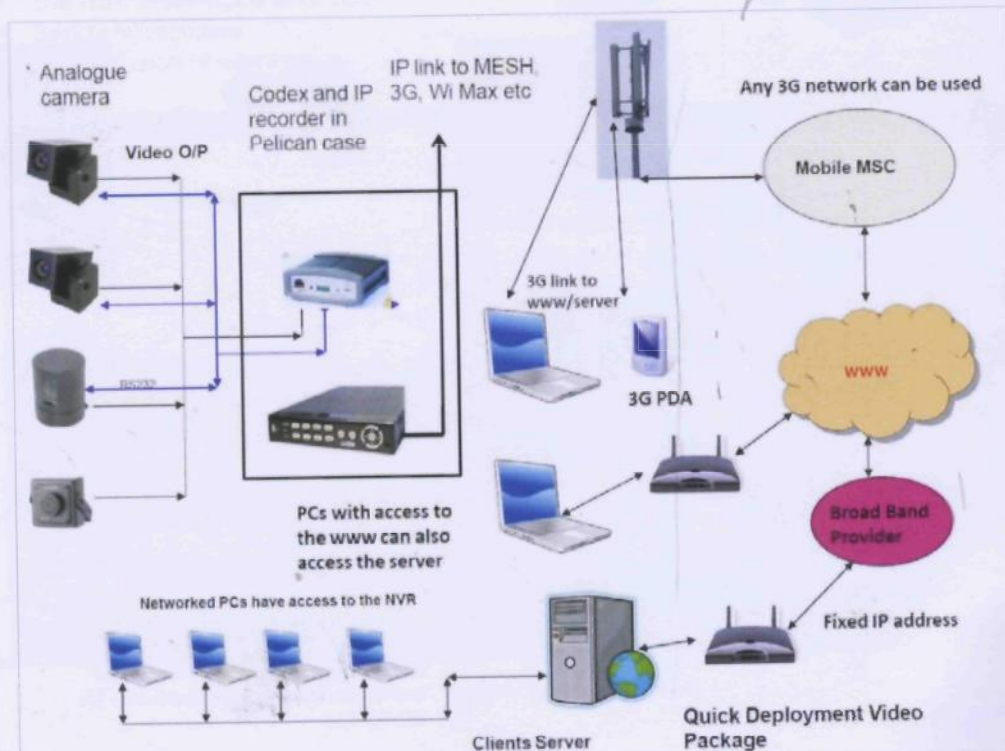 Analogue
camera
Video O/P
Codex and IP
recorder in
Pelican case
IP link to MESH,
3G, Wi Max etc
Any 3G network can be used
Mobile MSC
3G link to
www/server
3G PDA
www
RS232
PCs with access to
the www can also
access the server
Broad Band
Provider
Networked PCs have access to the NVR
Fixed IP address
Clients Server
Quick Deployment Video
Package